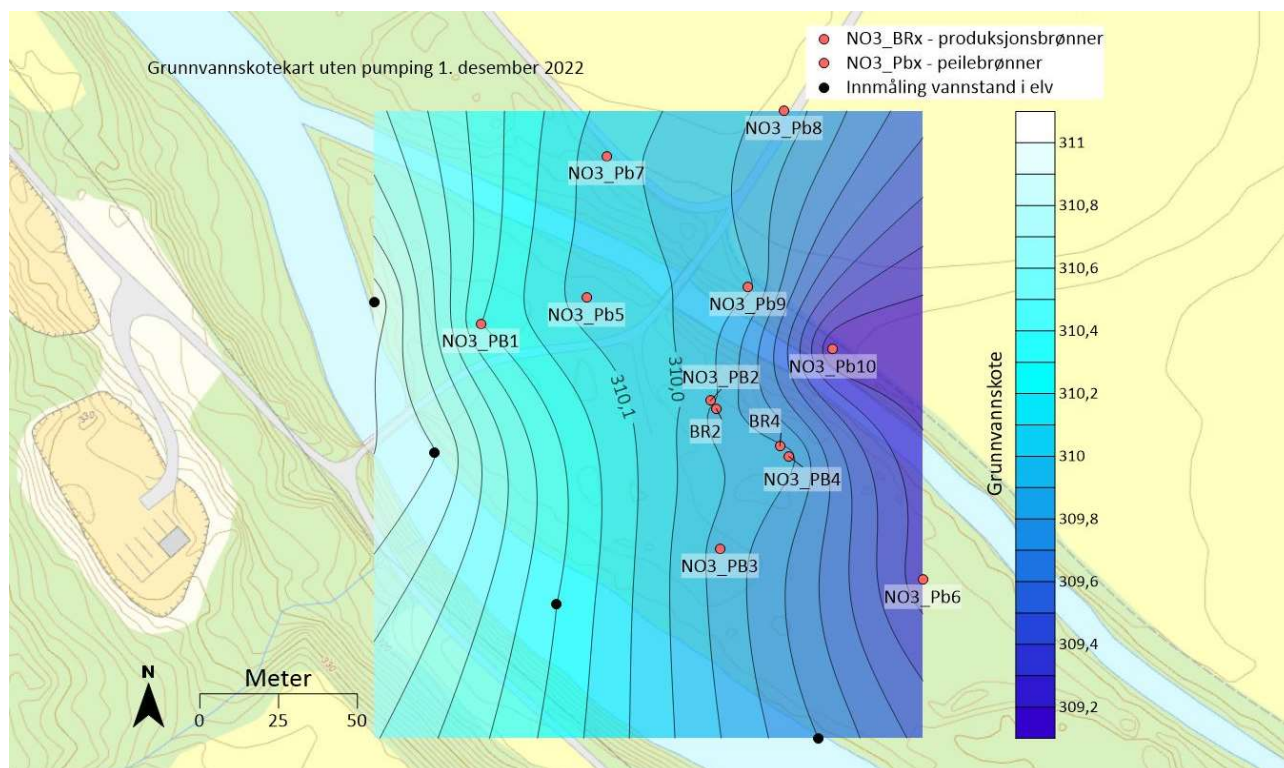 NO3_BRx - produksjonsbrønner
NO3_Pbx - peilebrønner
Innmåling vannstand i elv
Grunnvannskotekart uten pumping 1. desember 2022
NO3_Pb8
NO3_Pb7
NO3_Pb9
NO3_Pb5
NO3_PB1
NO3_Pb10
310,1
310,0
NO3_PB2
BR2
BR4
NO3_PB4
NO3_PB3
NO3_Pb6
Grunnvannskote
311
310,8
310,6
310,4
310,2
310
309,8
309,6
309,4
309,2
330
N
Meter
0 25 50